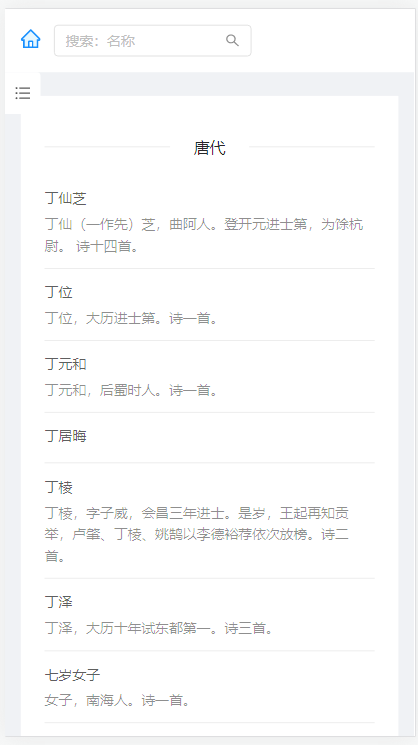 搜索：名称
唐代
丁仙芝
丁仙（一作先）芝，曲阿人。登开元进士第，为馀杭
尉。 诗十四首。
丁位
丁位，大历进士第。诗一首。
丁元和
丁元和，后蜀时人。诗一首。
丁居晦
丁棱
丁棱，字子威，会昌三年进士。是岁，王起再知贡
举，卢肇、丁棱、姚鹄以李德裕荐依次放榜。诗二
首。
丁泽
丁泽，大历十年试东都第一。诗三首。
七岁女子
女子，南海人。诗一首。